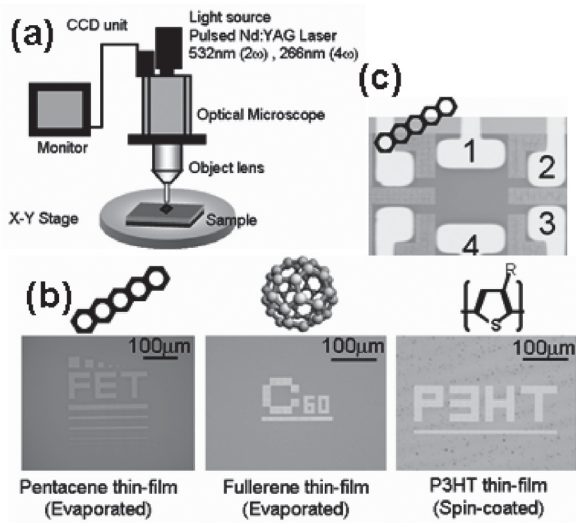 (a)
CCD unit
Light source
Pulsed Nd:YAG Laser
532nm (2ω) , 266nm (4ω)
Optical Microscope
Monitor
Object lens
X-Y Stage
Sample
(c)
1
2
3
4
(b)
R
S
100μm
100μm
100μm
FET
C60
P3HT
Pentacene thin-film
(Evaporated)
Fullerene thin-film
(Evaporated)
P3HT thin-film
(Spin-coated)